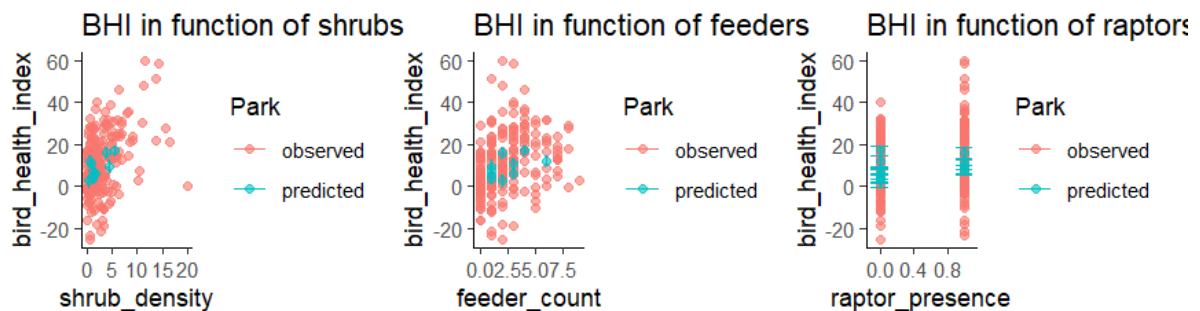 BHI in function of shrubs
60
40
20
0
-20
bird_health_index
0 5 10 15 20
shrub_density
Park
observed
predicted
BHI in function of feeders
60
40
20
0
-20
bird_health_index
0.02.55.07.5
feeder_count
Park
observed
predicted
BHI in function of raptors
60
40
20
0
-20
bird_health_index
0.0 0.4 0.8
raptor_presence
Park
observed
predicted